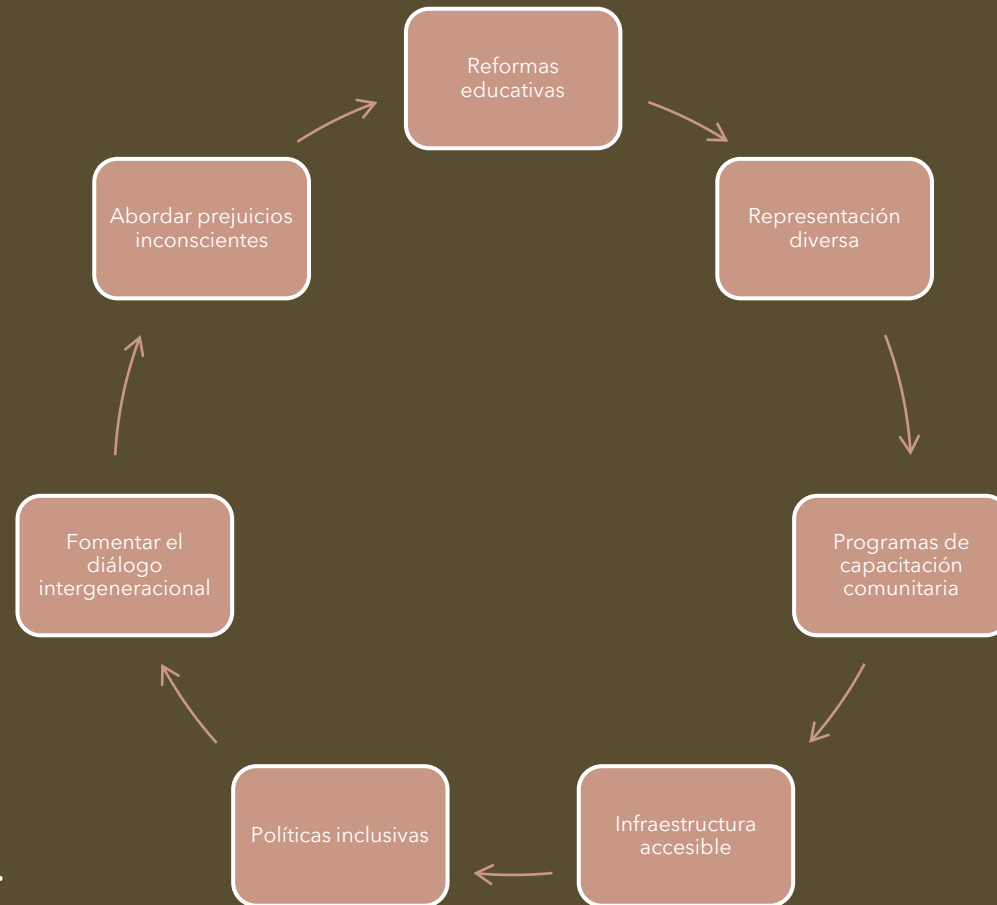 Reformas
educativas
Representación
diversa
Programas de
capacitación
comunitaria
Infraestructura
accesible
Políticas inclusivas
Fomentar el
diálogo
intergeneracional
Abordar prejuicios
inconscientes